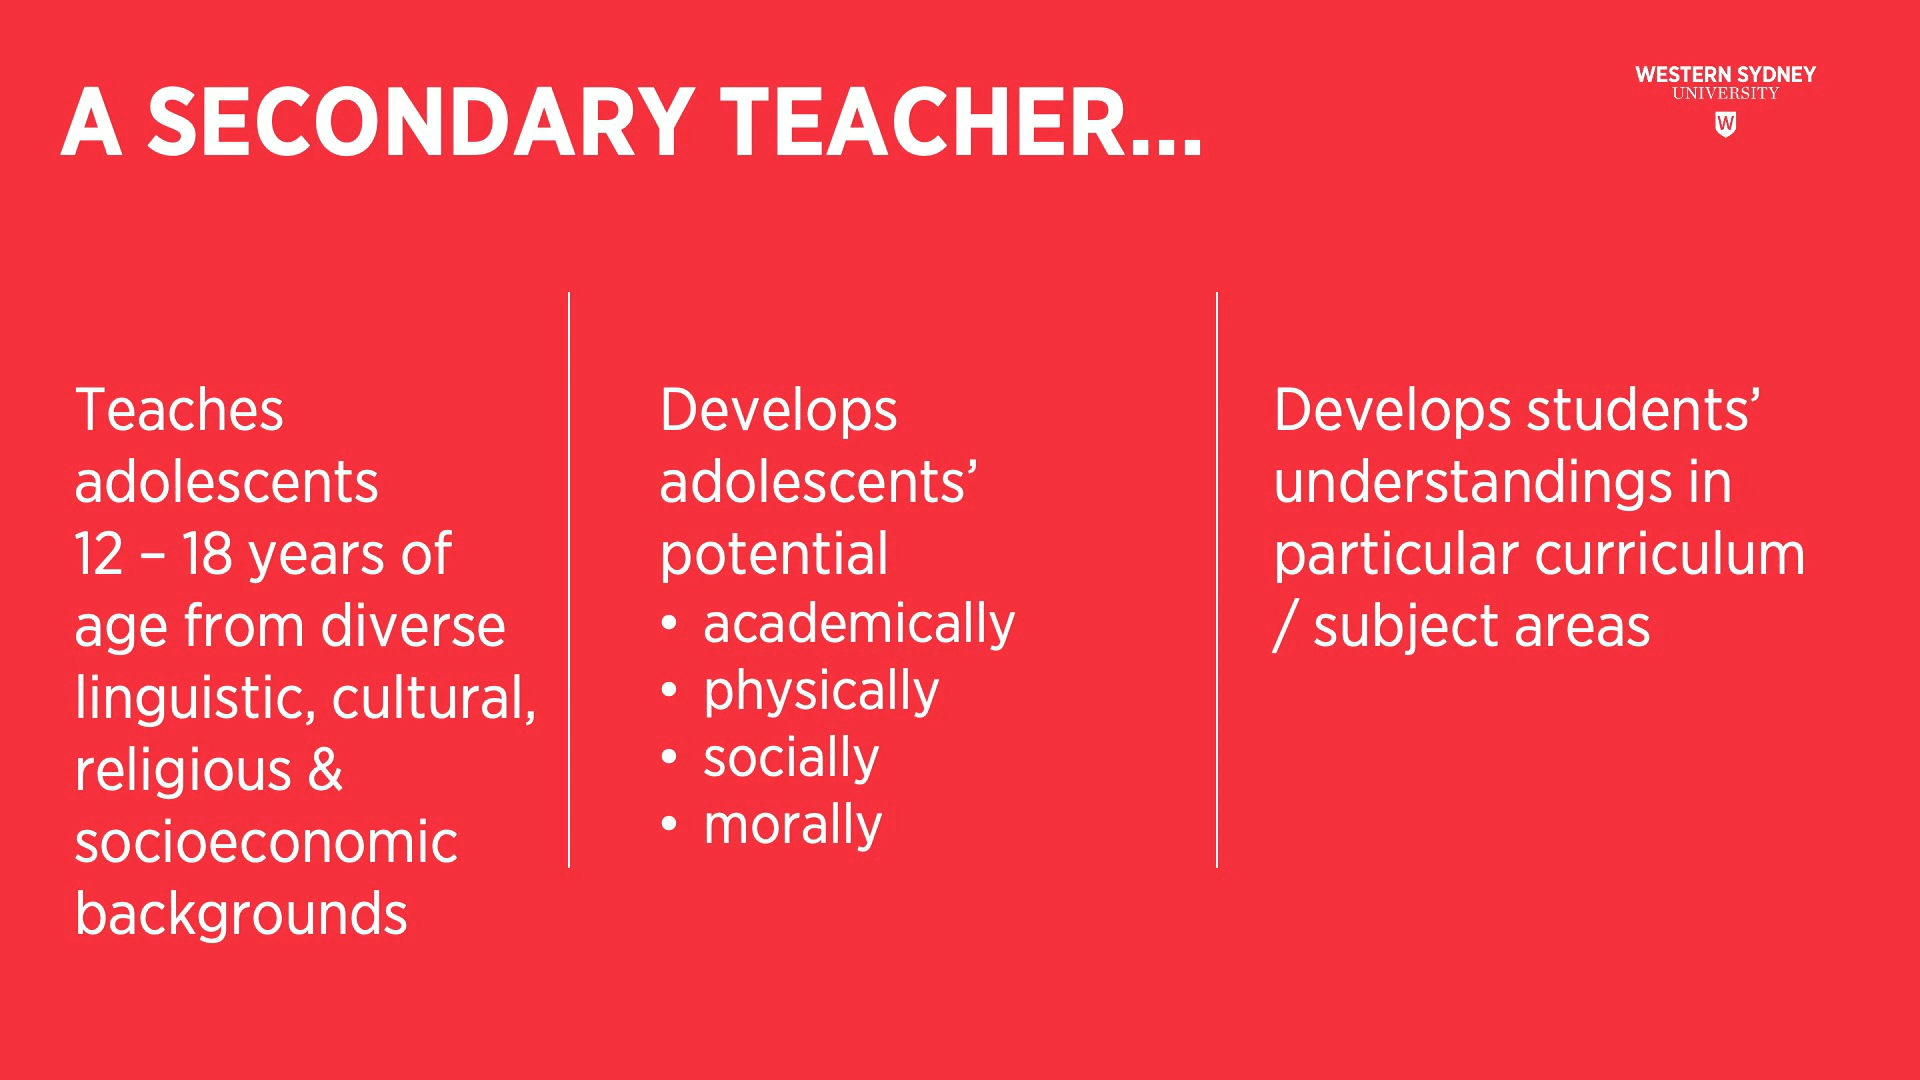 A SECONDARY TEACHER...
WESTERN SYDNEY
UNIVERSITY
W
Teaches
adolescents
12 – 18 years of
age from diverse
linguistic, cultural,
religious &
socioeconomic
backgrounds
Develops
adolescents’
potential
• academically
• physically
• socially
• morally
Develops students’
understandings in
particular curriculum
/ subject areas